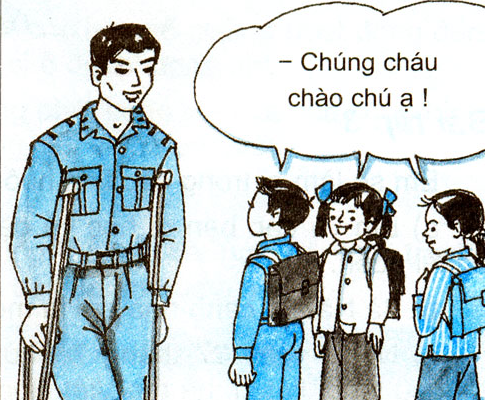 – Chúng cháu
chào chú ạ !